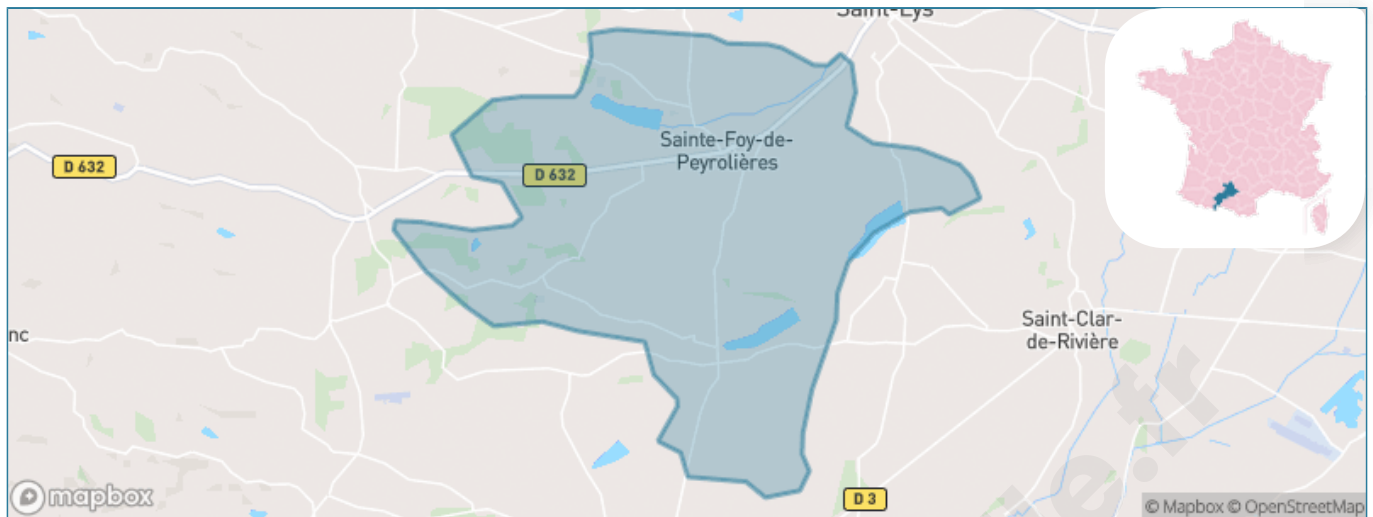 Saint-Lys
Sainte-Foy-de-
Peyrolières
D 632
D 632
nc
Saint-Clar-
de-Rivière
D 3
mapbox
© Mapbox © OpenStreetMap